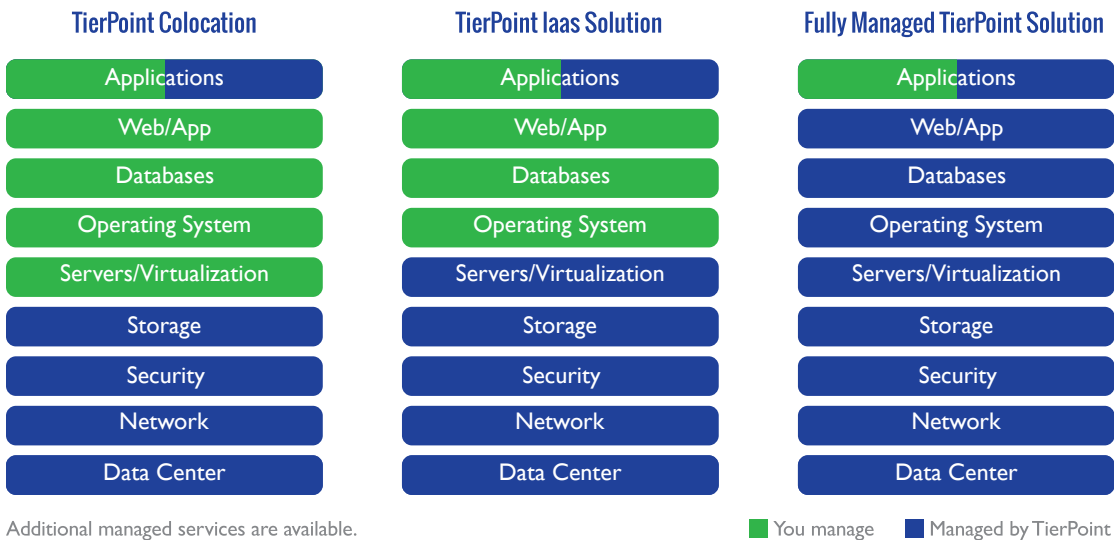 TierPoint Colocation
Applications
Web/App
Databases
Operating System
Servers/Virtualization
Storage
Security
Network
Data Center
TierPoint Iaas Solution
Applications
Web/App
Databases
Operating System
Servers/Virtualization
Storage
Security
Network
Data Center
Fully Managed TierPoint Solution
Applications
Web/App
Databases
Operating System
Servers/Virtualization
Storage
Security
Network
Data Center
Additional managed services are available.
You manage
Managed by TierPoint